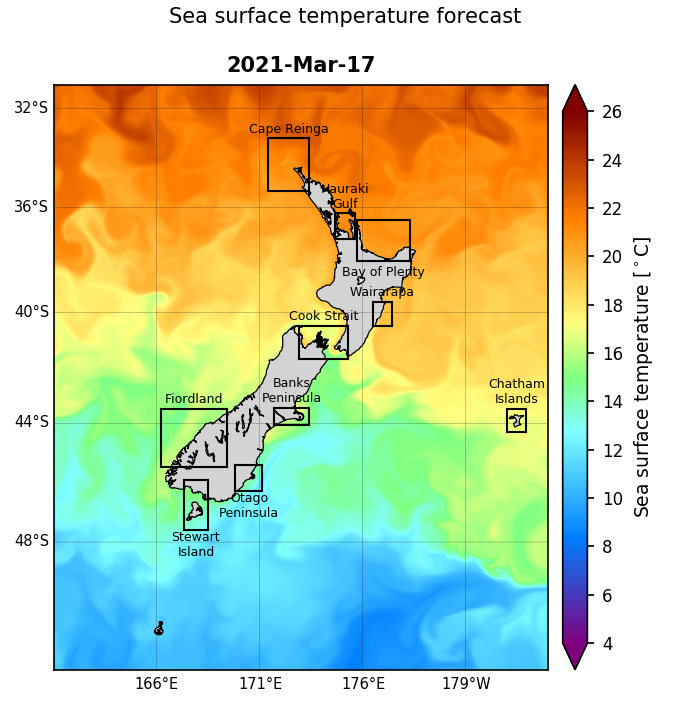 Sea surface temperature forecast
2021-Mar-17
32°S
36°S
40°S
44°S
48°S
166°E
171°E
176°E
179°W
Cape Reinga
Hauraki
Gulf
Bay of Plenty
Wairarapa
Cook Strait
Banks
Peninsula
Fiordland
Chatham
Islands
Otago
Peninsula
Stewart
Island
26
24
22
20
18
16
14
12
10
8
6
4
Sea surface temperature [°C]